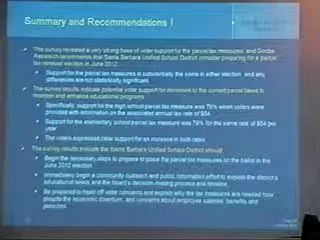 Summary and Recommendations I
The survey revealed a very strong base of voter support for the parcel tax measures, and Godbe
Research recommends that Santa Barbara Unified School District consider preparing for a parcel
tax renewal election in June 2012
Support for the parcel taxes is substantially the same in either election and any
differences are not statistically significant.
The survey results indicate potential voter support for increases to the current parcel taxes to
maintain and enhance educational programs
Specifically, support for the high school parcel tax measure was 75% when voters were
provided with information on the associated annual tax rate of $54
Support for the elementary school parcel tax measure was 79% for the same rate of $54 per
year
The voters expressed clear support for an increase in both rates
The survey results indicate the Santa Barbara Unified School District should:
Begin the necessary steps to prepare to place the parcel tax measures on the ballot in the
June 2012 election
Immediately begin a community outreach and public information effort to explain the district's
educational needs and the board's decision-making process and timeline
Be prepared to head off voter concerns and explain why the tax measures are needed now
despite the economic downturn, and concerns about employee salaries, benefits, and
pensions